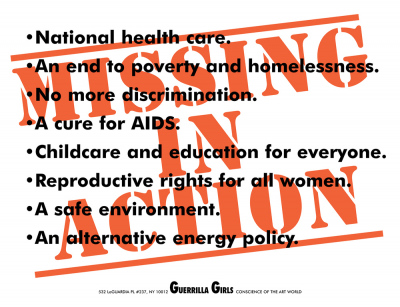 MISSING
IN
ACTION
•National health care.
•An end to poverty and homelessness.
•No more discrimination.
•A cure for AIDS.
•Childcare and education for everyone.
•Reproductive rights for all women.
•A safe environment.
•An alternative energy policy.
532 LaGUARDIA PL #237, NY 10012 GUERRILLA GIRLS CONSCIENCE OF THE ART WORLD